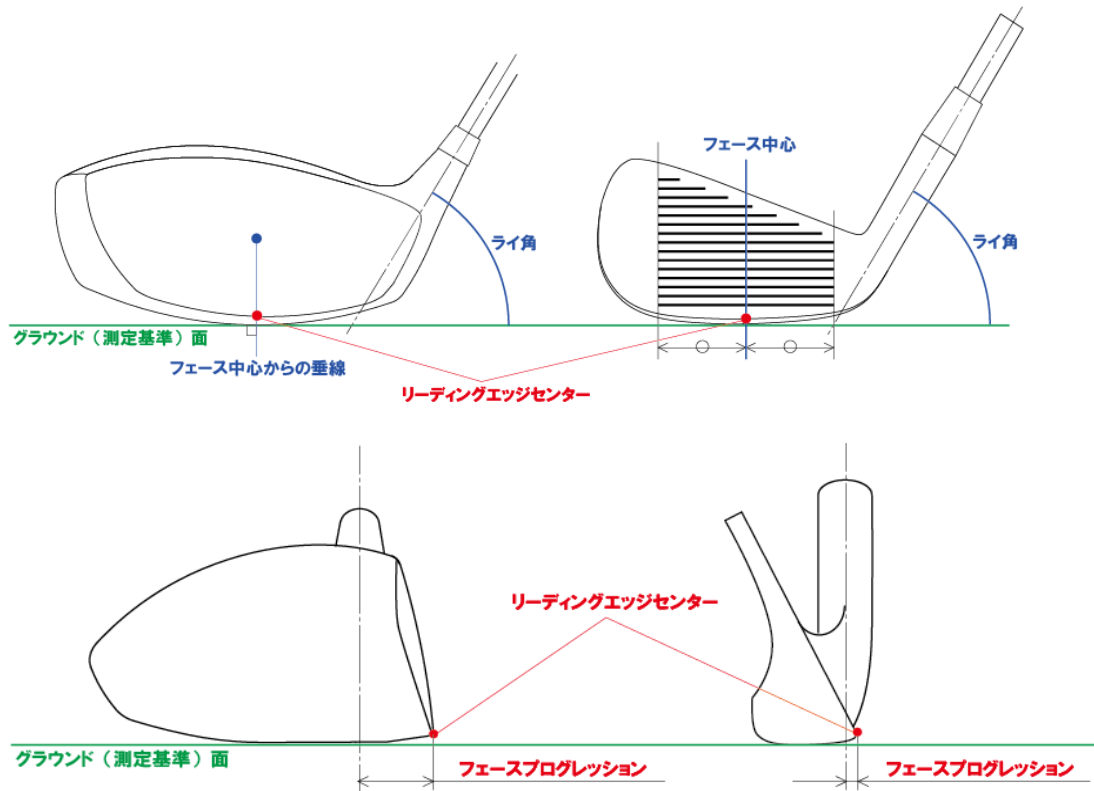 フェース中心
ライ角
ライ角
グラウンド（測定基準）面
フェース中心からの垂線
リーディングエッジセンター
リーディングエッジセンター
グラウンド（測定基準）面
フェースプログレッション
フェースプログレッション